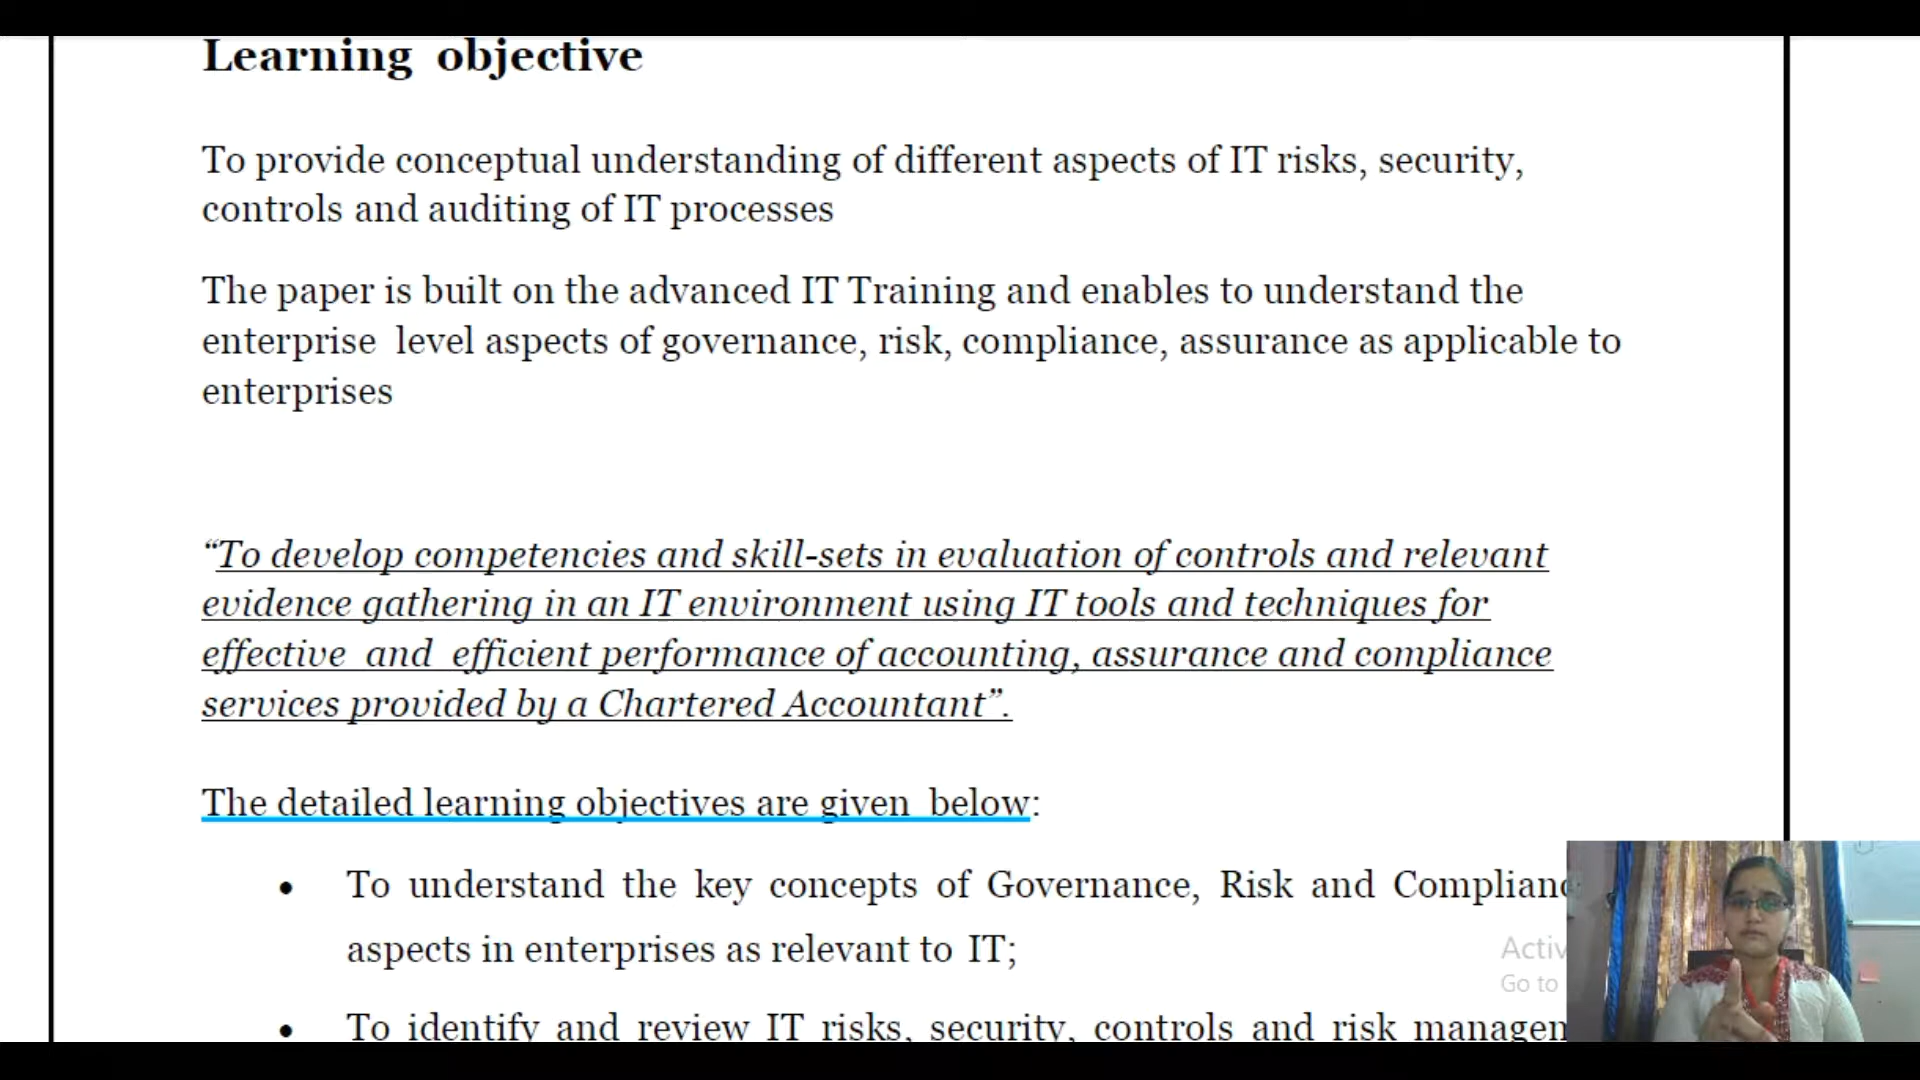 Learning objective
To provide conceptual understanding of different aspects of IT risks, security,
controls and auditing of IT processes
The paper is built on the advanced IT Training and enables to understand the
enterprise level aspects of governance, risk, compliance, assurance as applicable to
enterprises
“To develop competencies and skill-sets in evaluation of controls and relevant
evidence gathering in an IT environment using IT tools and techniques for
effective and efficient performance of accounting, assurance and compliance
services provided by a Chartered Accountant”.
The detailed learning objectives are given below:
• To understand the key concepts of Governance, Risk and
aspects in enterprises as relevant to IT;
• To identify and review IT risks, security, controls and risk
Go to